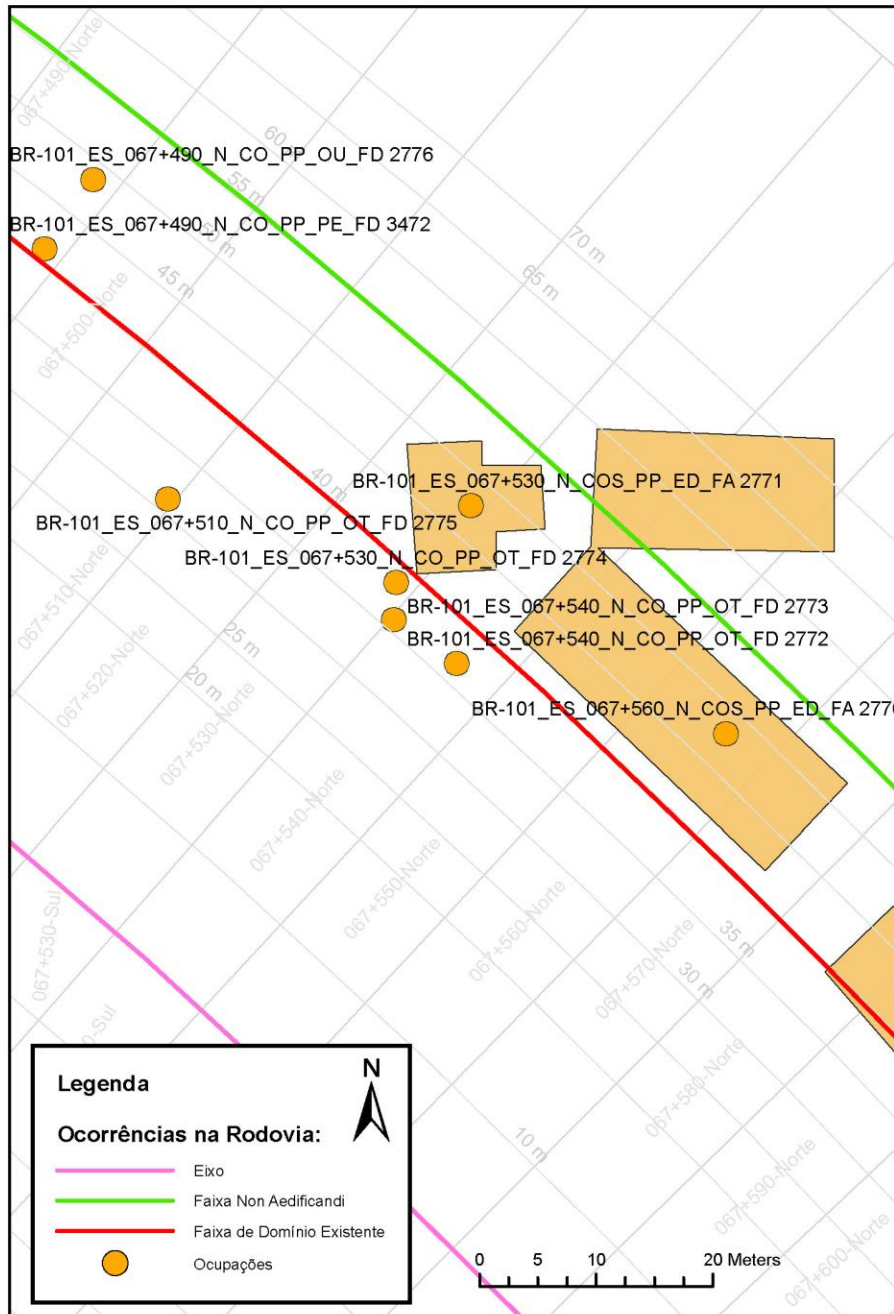 067+490-Norte
60 m
BR-101_ES_067+490_N_CO_PP_OU_FD 2776
55 m
BR-101_ES_067+490_N_CO_PP_PE_FD 3472
50 m
70 m
45 m
65 m
067+500-Norte
40 m
BR-101_ES_067+530_N_COS_PP_ED_FA 2771
BR-101_ES_067+510_N_CO_PP_OT_FD 2775
BR-101_ES_067+530_N_CO_PP_OT_FD 2774
067+510-Norte
BR-101_ES_067+540_N_CO_PP_OT_FD 2773
25 m
BR-101_ES_067+540_N_CO_PP_OT_FD 2772
20 m
067+520-Norte
BR-101_ES_067+560_N_COS_PP_ED_FA
067+530-Norte
067+540-Norte
067+550-Norte
067+530-Sul
067+560-Norte
35 m
067+570-Norte
30 m
067+580-Norte
10 m
067+590-Norte
067+600-Norte
Legenda
N
Ocorrências na Rodovia:
Eixo
Faixa Non Aedificandi
Faixa de Domínio Existente
Ocupações
0 5 10 20 Meters